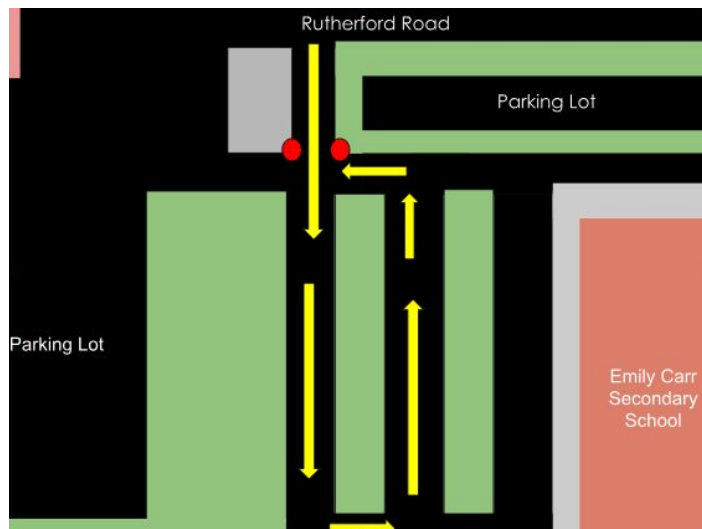 Rutherford Road
Parking Lot
Parking Lot
Emily Carr
Secondary
School